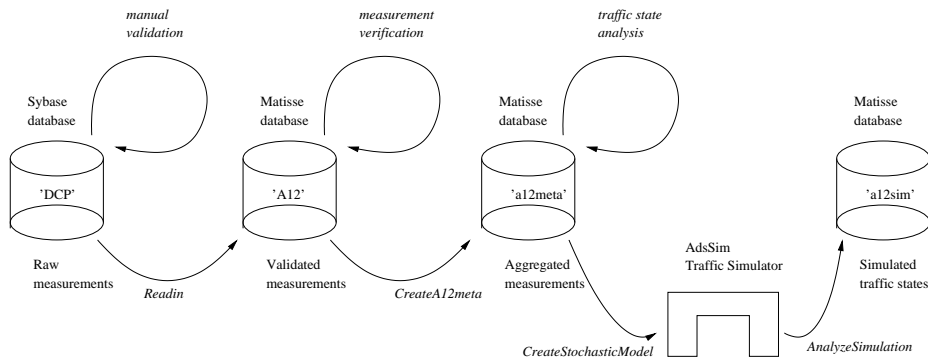 manual
validation
measurement
verification
traffic state
analysis
Sybase
database
Matisse
database
Matisse
database
Matisse
database
'DCP'
'A12'
'a12meta'
'a12sim'
Raw
measurements
Readin
Validated
measurements
CreateA12meta
Aggregated
measurements
CreateStochasticModel
AdsSim
Traffic Simulator
AnalyzeSimulation
Simulated
traffic states